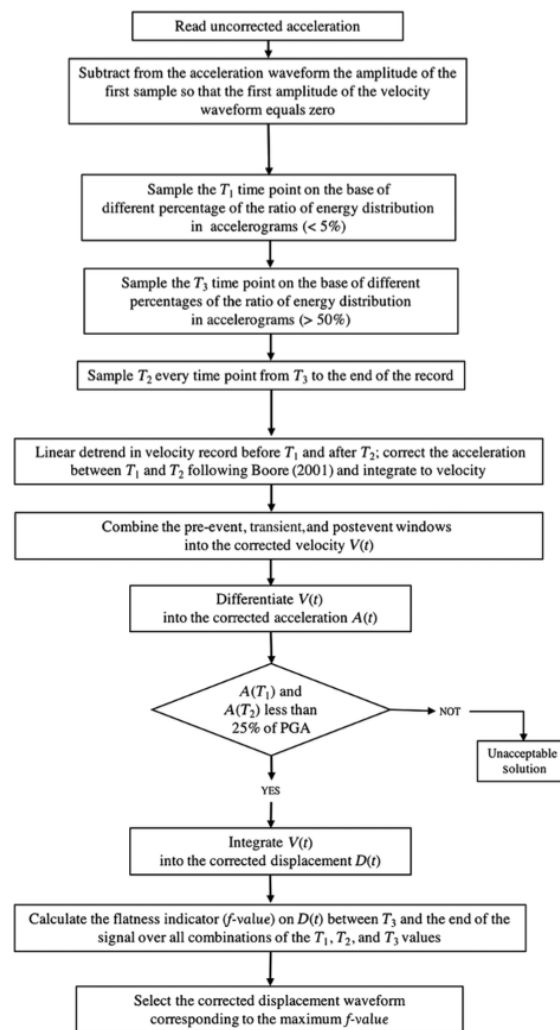 Read uncorrected acceleration
Subtract from the acceleration waveform the amplitude of the
first sample so that the first amplitude of the velocity
waveform equals zero
Sample the T₁ time point on the base of
different percentage of the ratio of energy distribution
in accelerograms (< 5%)
Sample the T₃ time point on the base of different
percentages of the ratio of energy distribution
in accelerograms (> 50%)
Sample T₂ every time point from T₃ to the end of the record
Linear detrend in velocity record before T₁ and after T₂; correct the acceleration
between T₁ and T₂ following Boore (2001) and integrate to velocity
Combine the pre-event, transient, and postevent windows
into the corrected velocity V(t)
Differentiate V(t)
into the corrected acceleration A(t)
A(T₁) and
A(T₂) less than
25% of PGA
NOT
Unacceptable
solution
YES
Integrate V(t)
into the corrected displacement D(t)
Calculate the flatness indicator (f-value) on D(t) between T₃ and the end of the
signal over all combinations of the T₁, T₂, and T₃ values
Select the corrected displacement waveform
corresponding to the maximum f-value